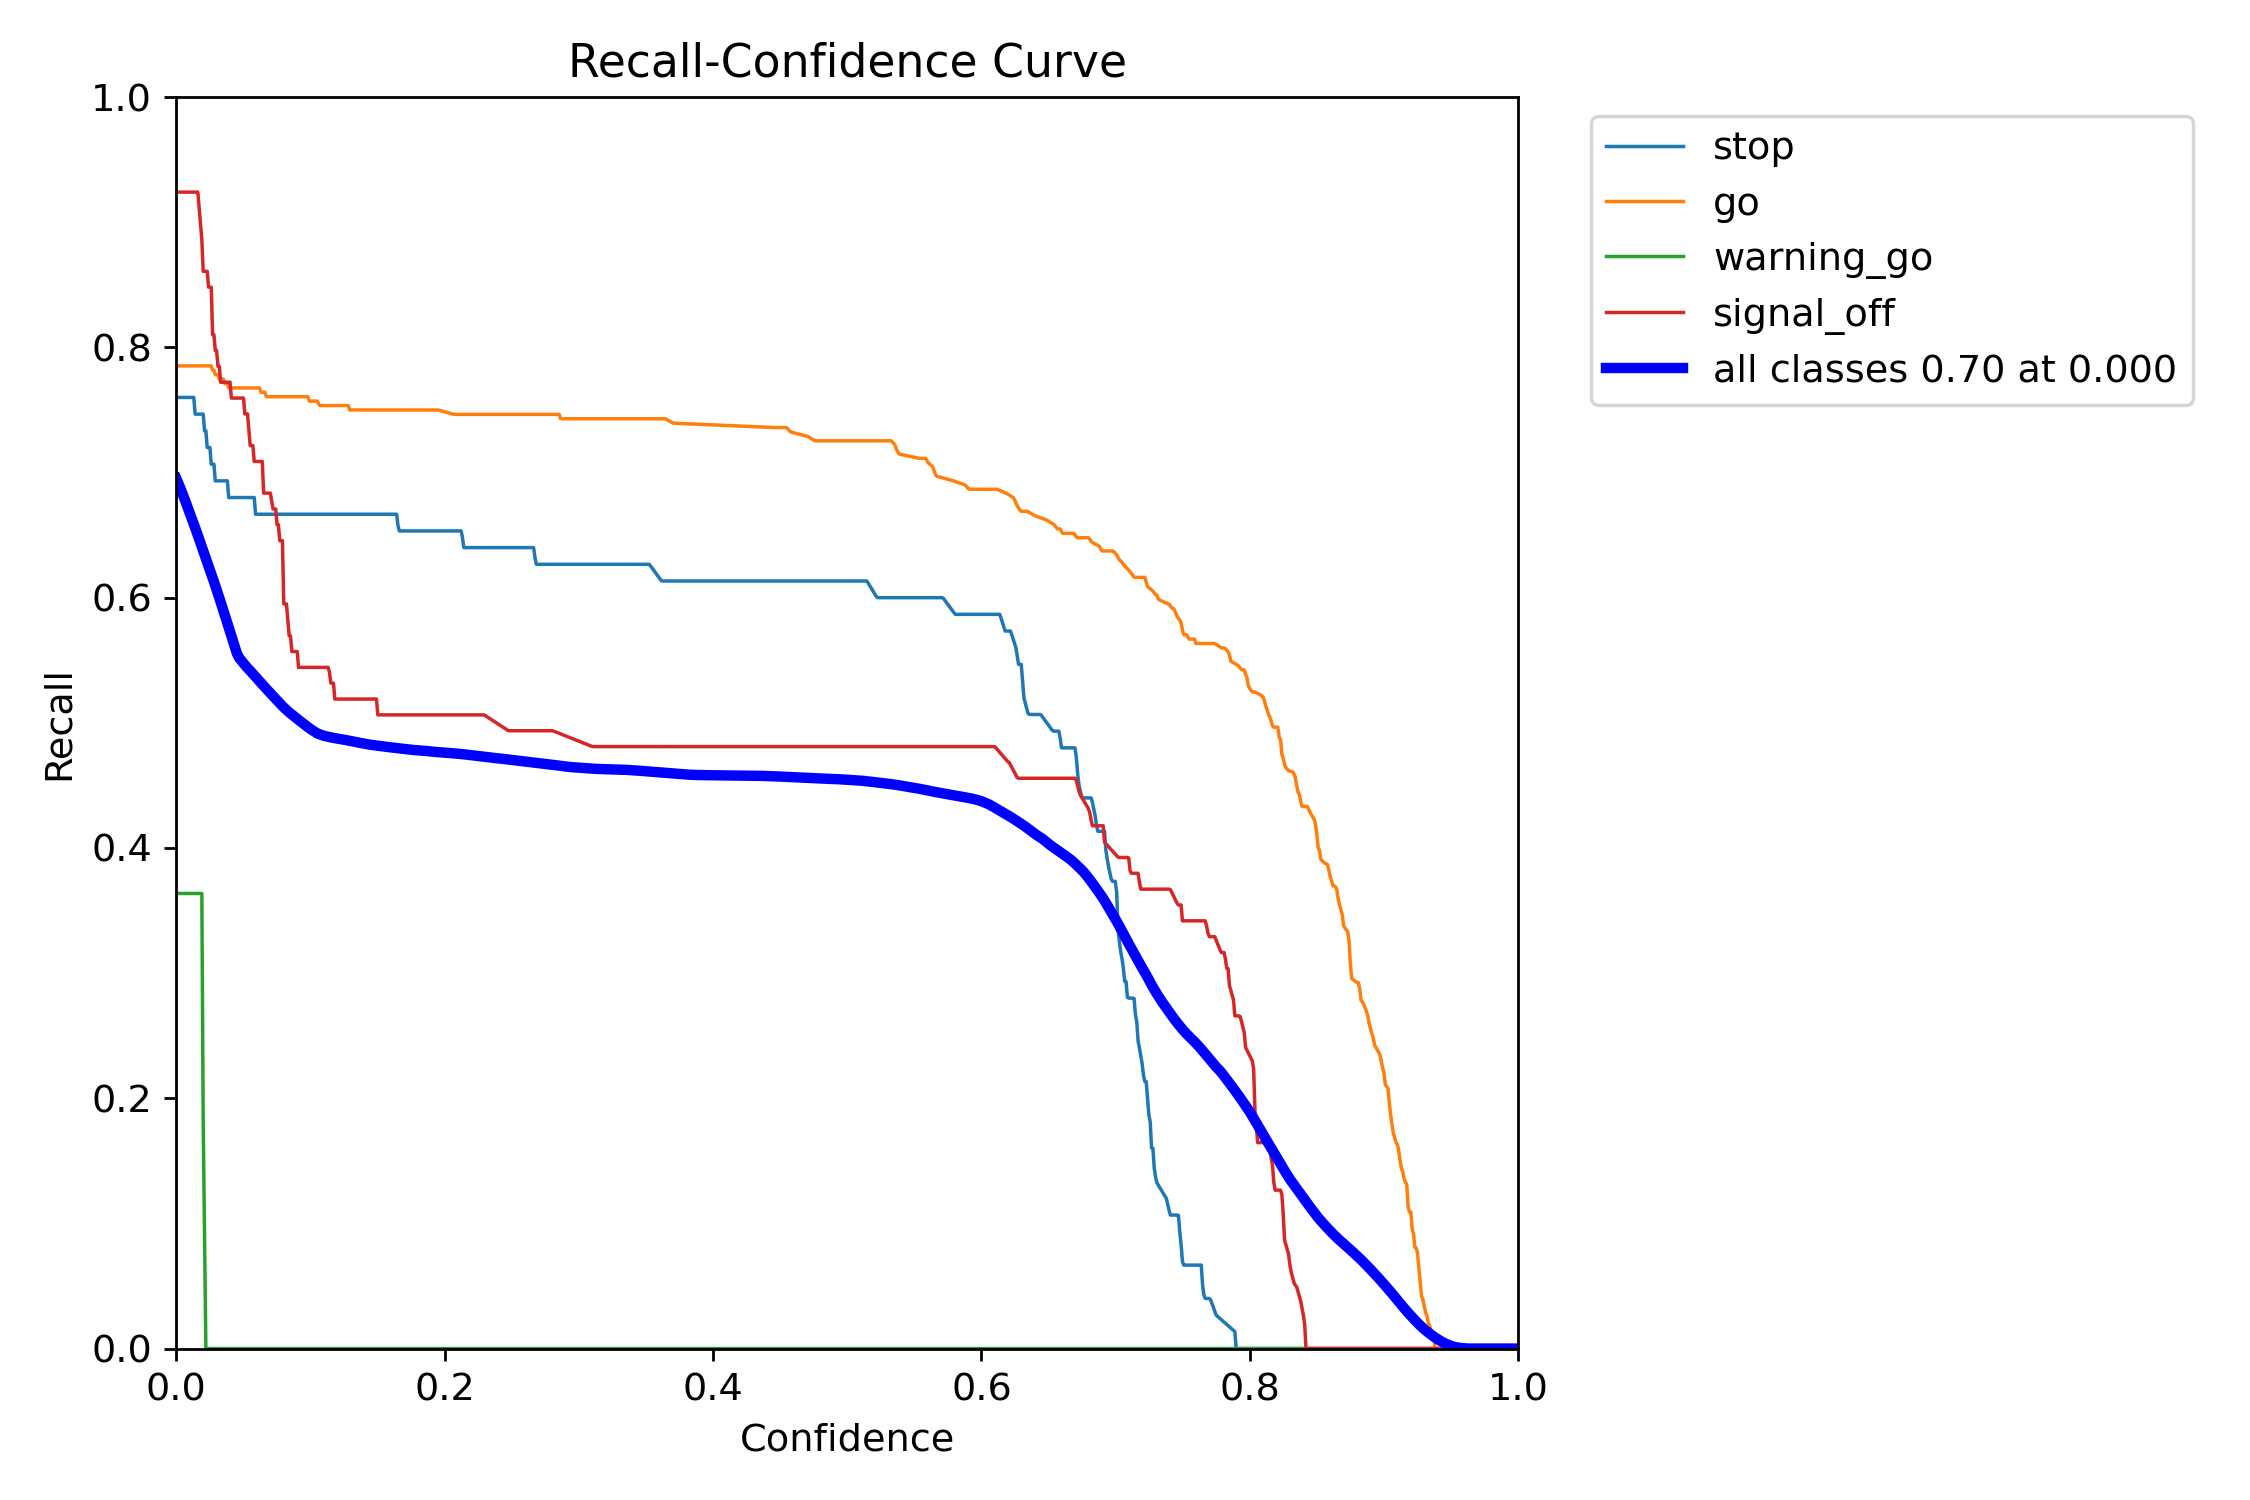 Recall-Confidence Curve
1.0
0.8
0.6
0.4
0.2
0.0
Recall
0.0 0.2 0.4 0.6 0.8 1.0
Confidence
stop
go
warning_go
signal_off
all classes 0.70 at 0.000